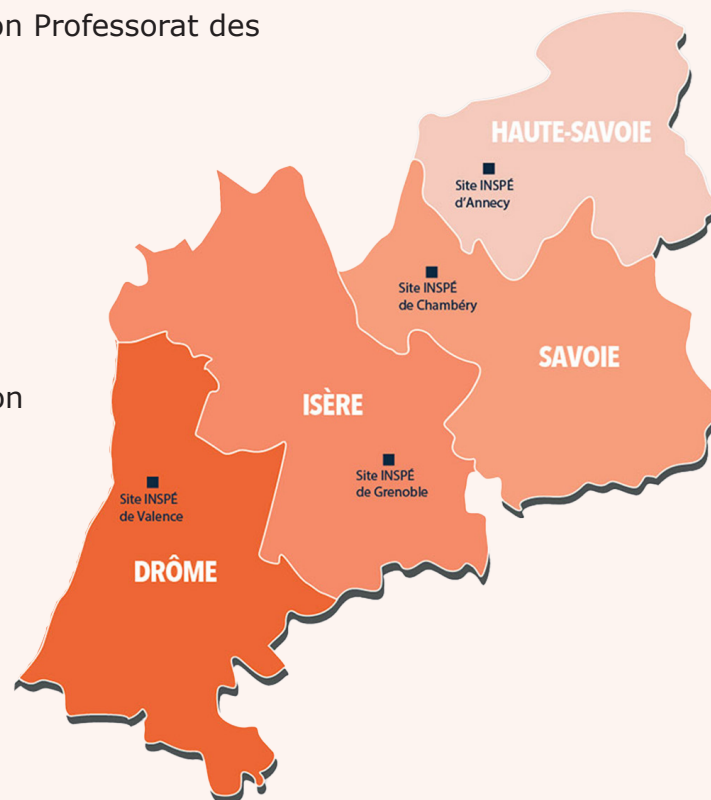 on Professorat des
HAUTE-SAVOIE
Site INSPÉ
d'Annecy
Site INSPÉ
de Chambéry
SAVOIE
on
ISÈRE
Site INSPÉ
de Grenoble
Site INSPÉ
de Valence
DRÔME